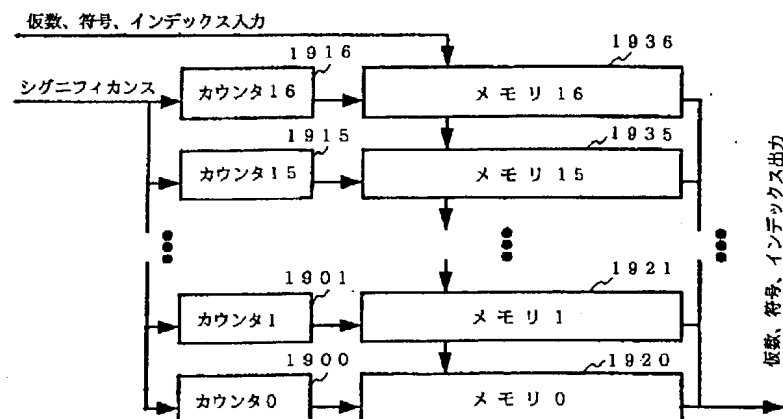 仮数、符号、インデックス入力
1916
1936
シグニフィカンス
カウンタ16
メモリ16
1915
1935
カウンタ15
メモリ15
1901
1921
カウンタ1
メモリ1
1900
1920
カウンタ0
メモリ0
仮数、符号、インデックス出力